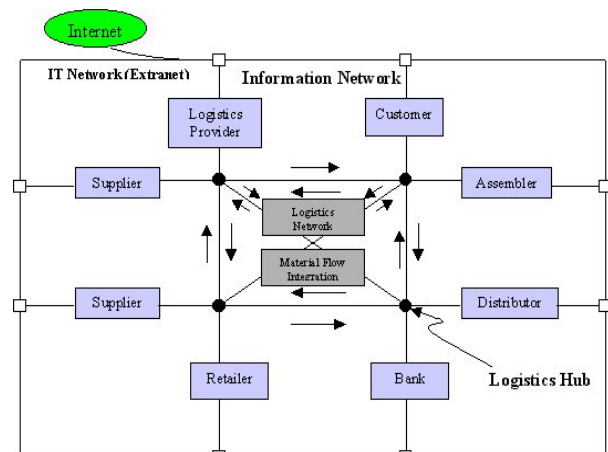 Internet
IT Network (Extranet)
Information Network
Logistics
Provider
Customer
Supplier
Assembler
Logistics
Network
Material Flow
Integration
Supplier
Distributor
Retailer
Bank
Logistics Hub